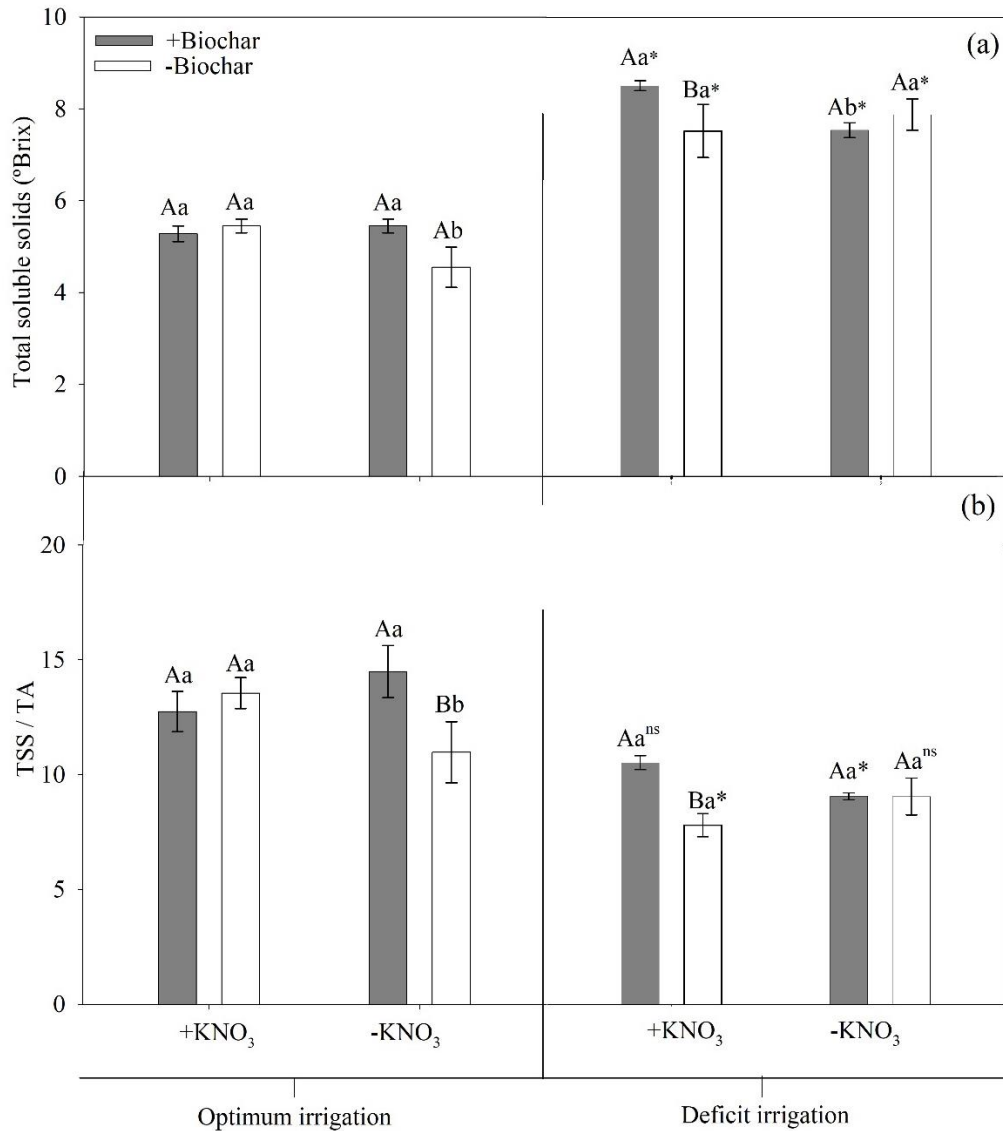 10
(a)
+Biochar
-Biochar
Aa*
Ba*
Ab*
Aa*
8
Total soluble solids (ºBrix)
6
Aa
Aa
Aa
Ab
4
2
0
(b)
20
TSS / TA
15
Aa
Aa
Aa
Bb
10
Aa^ns
Ba*
Aa*
Aa^ns
5
0
+KNO₃
-KNO₃
+KNO₃
-KNO₃
Optimum irrigation
Deficit irrigation